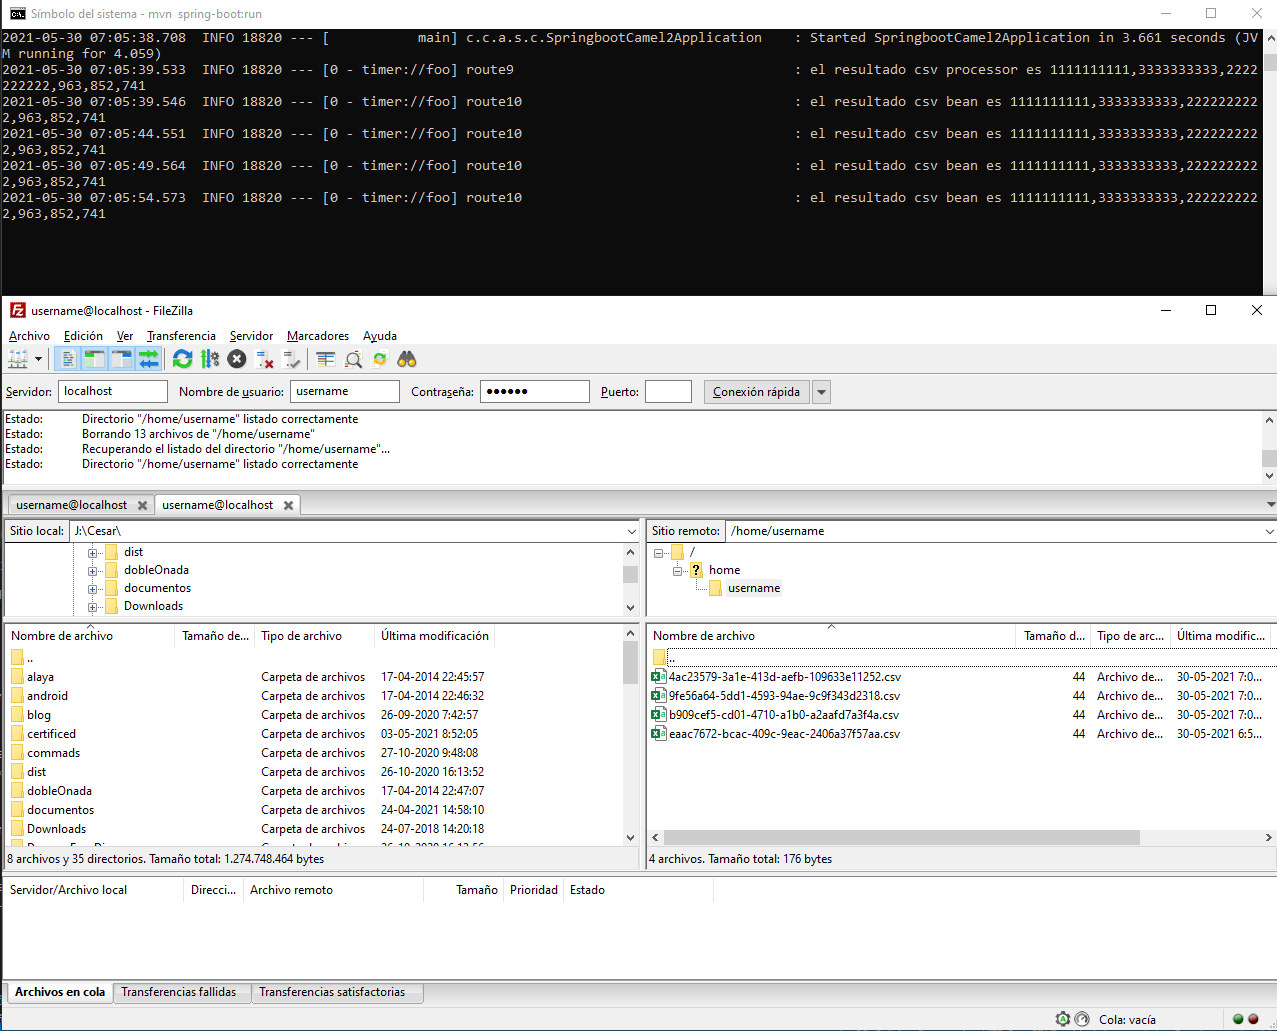 Símbolo del sistema - mvn  spring-boot:run
2021-05-30 07:05:38.708  INFO 18820 --- [           main] c.c.a.s.c.SpringbootCamel2Application    : Started SpringbootCamel2Application in 3.661 seconds (JV
M running for 4.059)
2021-05-30 07:05:39.533  INFO 18820 --- [0 - timer://foo] route9                                   : el resultado csv processor es 1111111111,3333333333,2222
222222,963,852,741
2021-05-30 07:05:39.546  INFO 18820 --- [0 - timer://foo] route10                                  : el resultado csv bean es 1111111111,3333333333,222222222
2,963,852,741
2021-05-30 07:05:44.551  INFO 18820 --- [0 - timer://foo] route10                                  : el resultado csv bean es 1111111111,3333333333,222222222
2,963,852,741
2021-05-30 07:05:49.564  INFO 18820 --- [0 - timer://foo] route10                                  : el resultado csv bean es 1111111111,3333333333,222222222
2,963,852,741
2021-05-30 07:05:54.573  INFO 18820 --- [0 - timer://foo] route10                                  : el resultado csv bean es 1111111111,3333333333,222222222
2,963,852,741
username@localhost - FileZilla
Archivo Edición Ver Transferencia Servidor Marcadores Ayuda
Servidor: localhost Nombre de usuario: username Contraseña: ●●●●●● Puerto: Conexión rápida
Estado: Directorio "/home/username" listado correctamente
Estado: Borrando 13 archivos de "/home/username"
Estado: Recuperando el listado del directorio "/home/username"...
Estado: Directorio "/home/username" listado correctamente
username@localhost username@localhost
Sitio local: J:\Cesar\
dist
dobleOnada
documentos
Downloads
Nombre de archivo Tamaño de... Tipo de archivo Última modificación
..
alaya Carpeta de archivos 17-04-2014 22:45:57
android Carpeta de archivos 17-04-2014 22:46:32
blog Carpeta de archivos 26-09-2020 7:42:57
certificed Carpeta de archivos 03-05-2021 8:52:05
commads Carpeta de archivos 27-10-2020 9:48:08
dist Carpeta de archivos 26-10-2020 16:13:52
dobleOnada Carpeta de archivos 17-04-2014 22:47:07
documentos Carpeta de archivos 24-04-2021 14:58:10
Downloads Carpeta de archivos 24-07-2018 14:20:18
8 archivos y 35 directorios. Tamaño total: 1.274.748.464 bytes
Sitio remoto: /home/username
/
home
username
Nombre de archivo Tamaño d... Tipo de arc... Última modific...
..
4ac23579-3a1e-413d-aefb-109633e11252.csv 44 Archivo de... 30-05-2021 7:0...
9fe56a64-5dd1-4593-94ae-9c9f343d2318.csv 44 Archivo de... 30-05-2021 7:0...
b909cef5-cd01-4710-a1b0-a2aafd7a3f4a.csv 44 Archivo de... 30-05-2021 7:0...
eaac7672-bcac-409c-9eac-2406a37f57aa.csv 44 Archivo de... 30-05-2021 6:5...
4 archivos. Tamaño total: 176 bytes
Servidor/Archivo local Direcci... Archivo remoto Tamaño Prioridad Estado
Archivos en cola Transferencias fallidas Transferencias satisfactorias
Cola: vacía